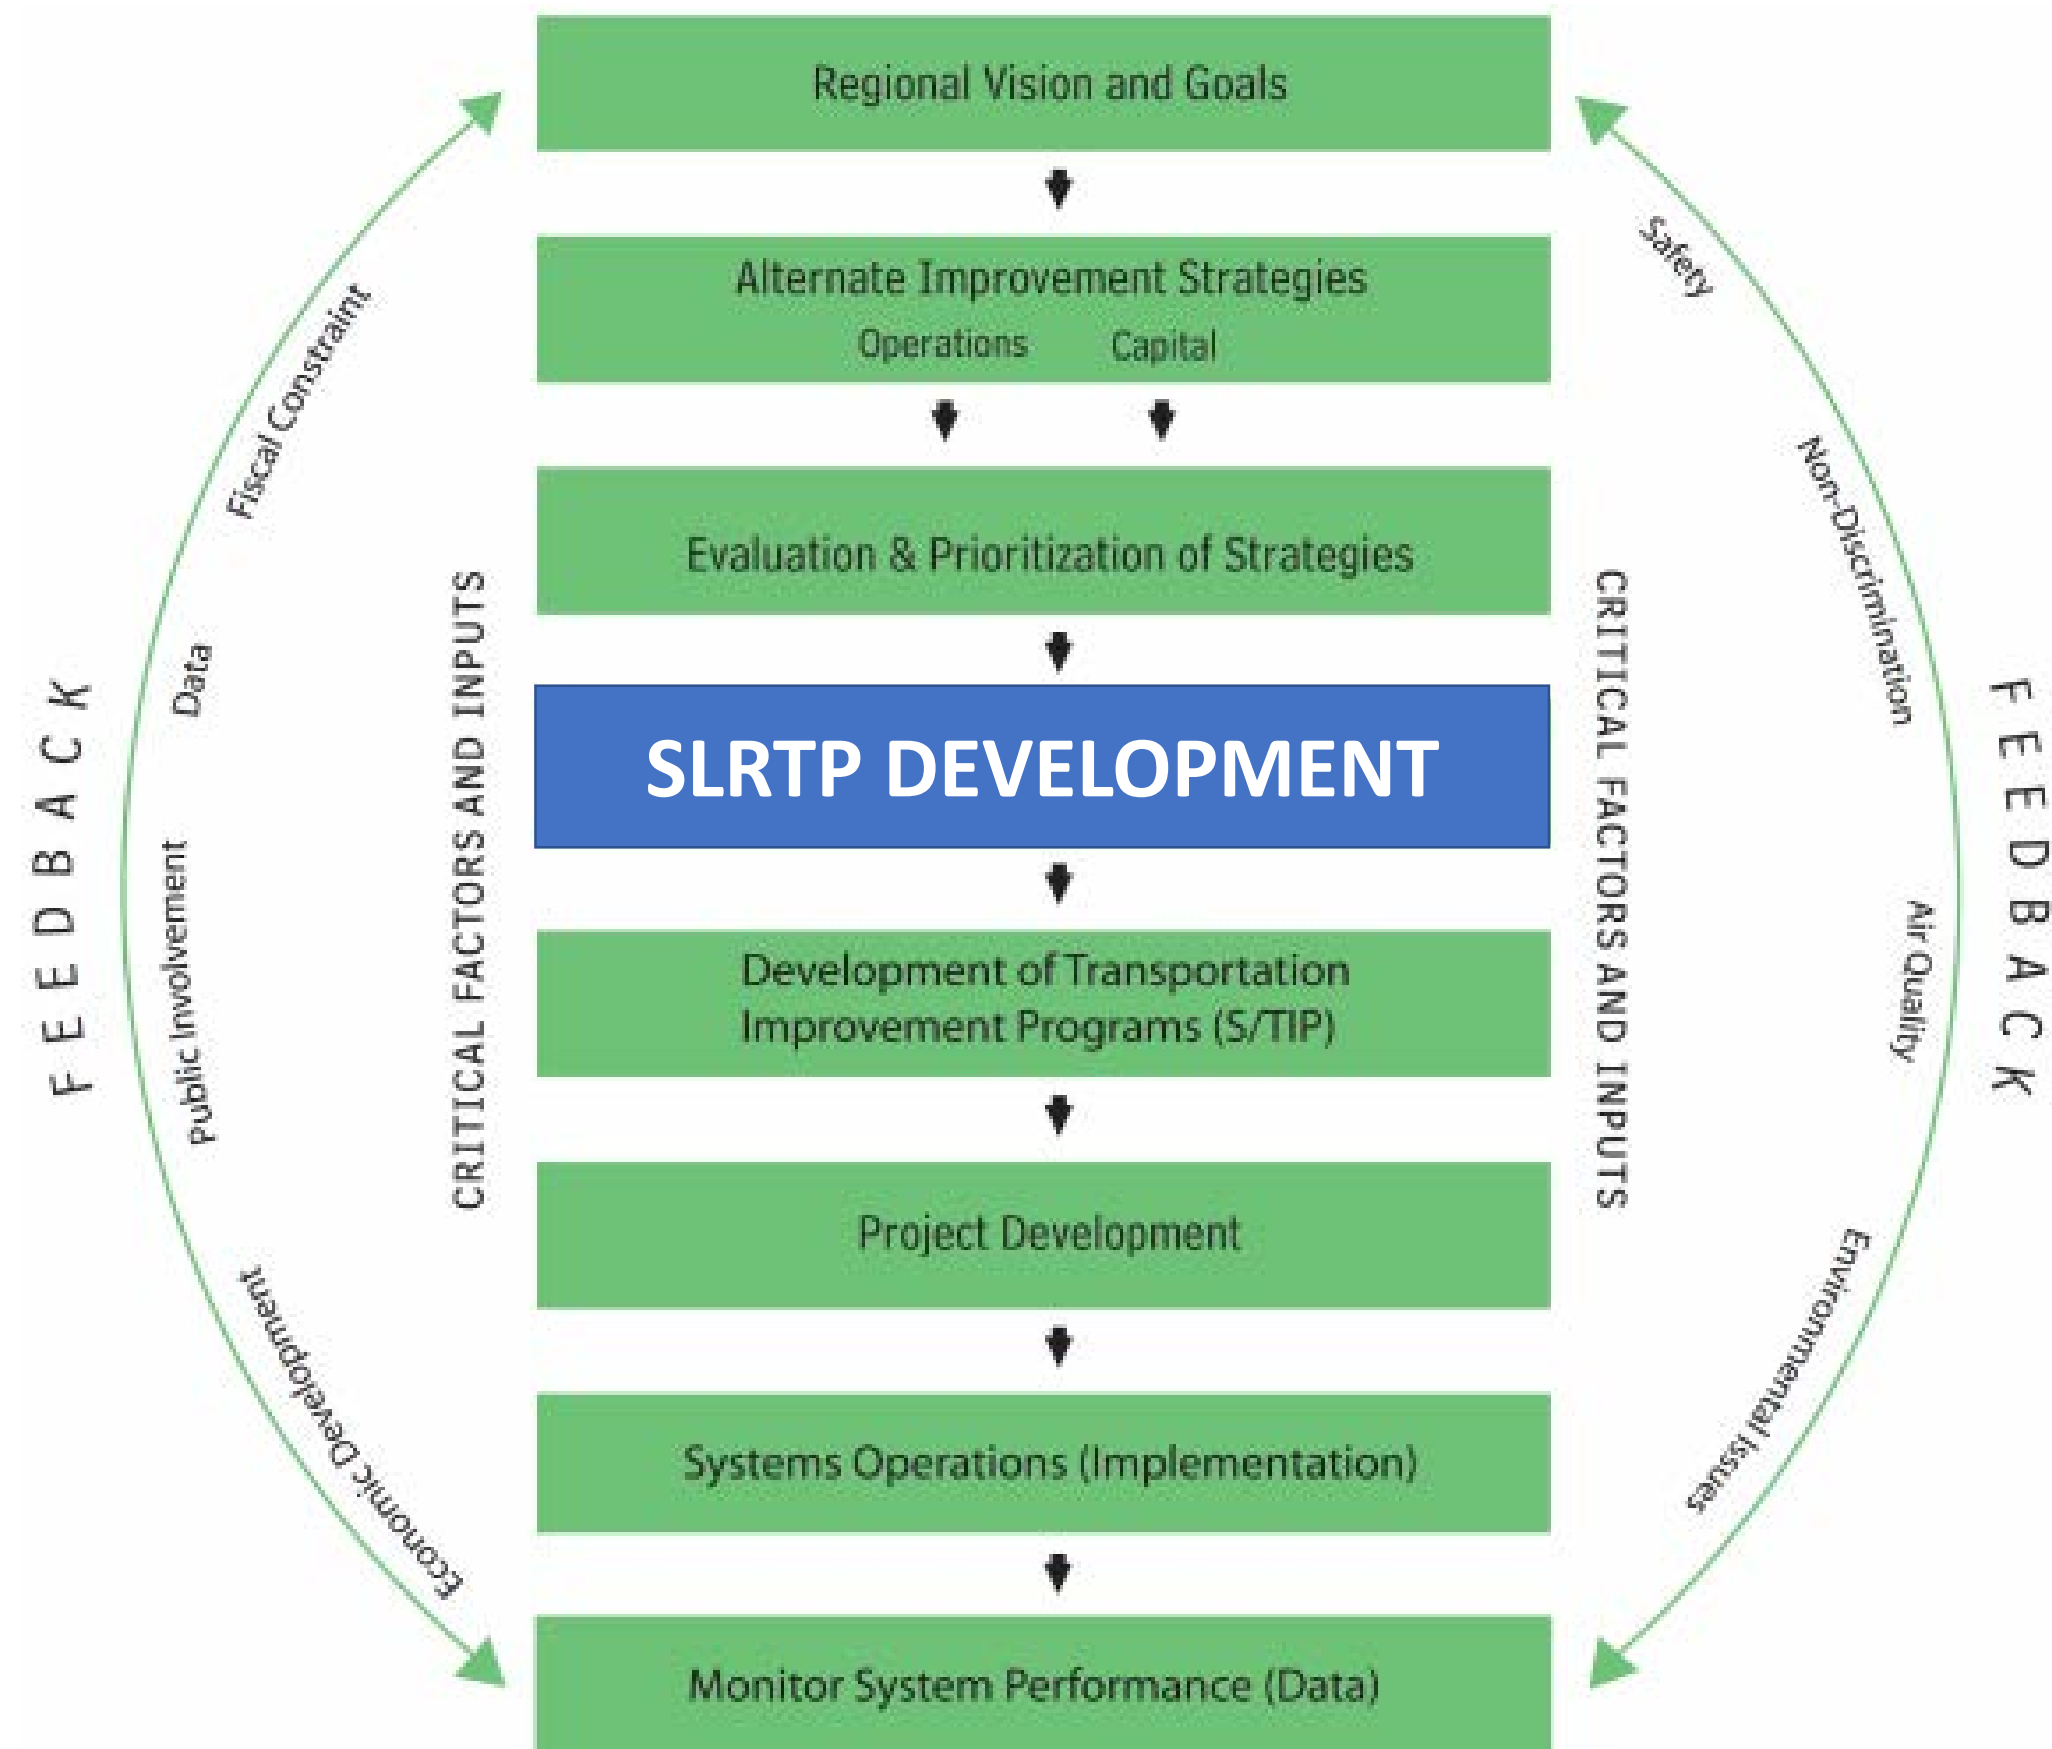 Regional Vision and Goals
Alternate Improvement Strategies
Operations Capital
Evaluation & Prioritization of Strategies
SLRTP DEVELOPMENT
Development of Transportation
Improvement Programs (S/TIP)
Project Development
Systems Operations (Implementation)
Monitor System Performance (Data)
FEEDBACK
Fiscal Constraint
Data
Public Involvement
Economic Development
CRITICAL FACTORS AND INPUTS
CRITICAL FACTORS AND INPUTS
Safety
Non-Discrimination
Air Quality
Environmental Issues
FEEDBACK